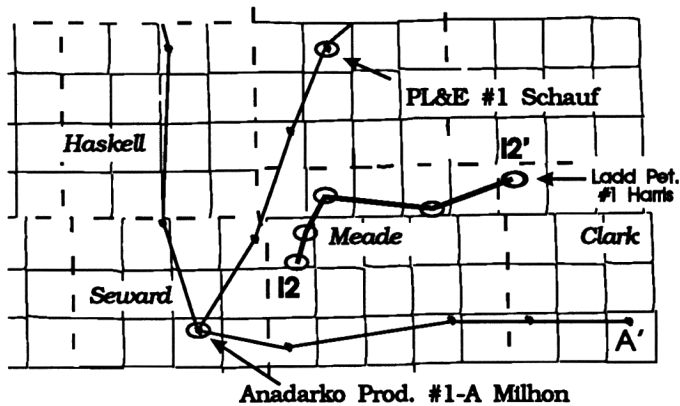 PL&E #1 Schauf
Haskell
I2'
Ladd Pet.
#1 Harris
Meade
Clark
Seward
I2
A'
Anadarko Prod. #1-A Milhon